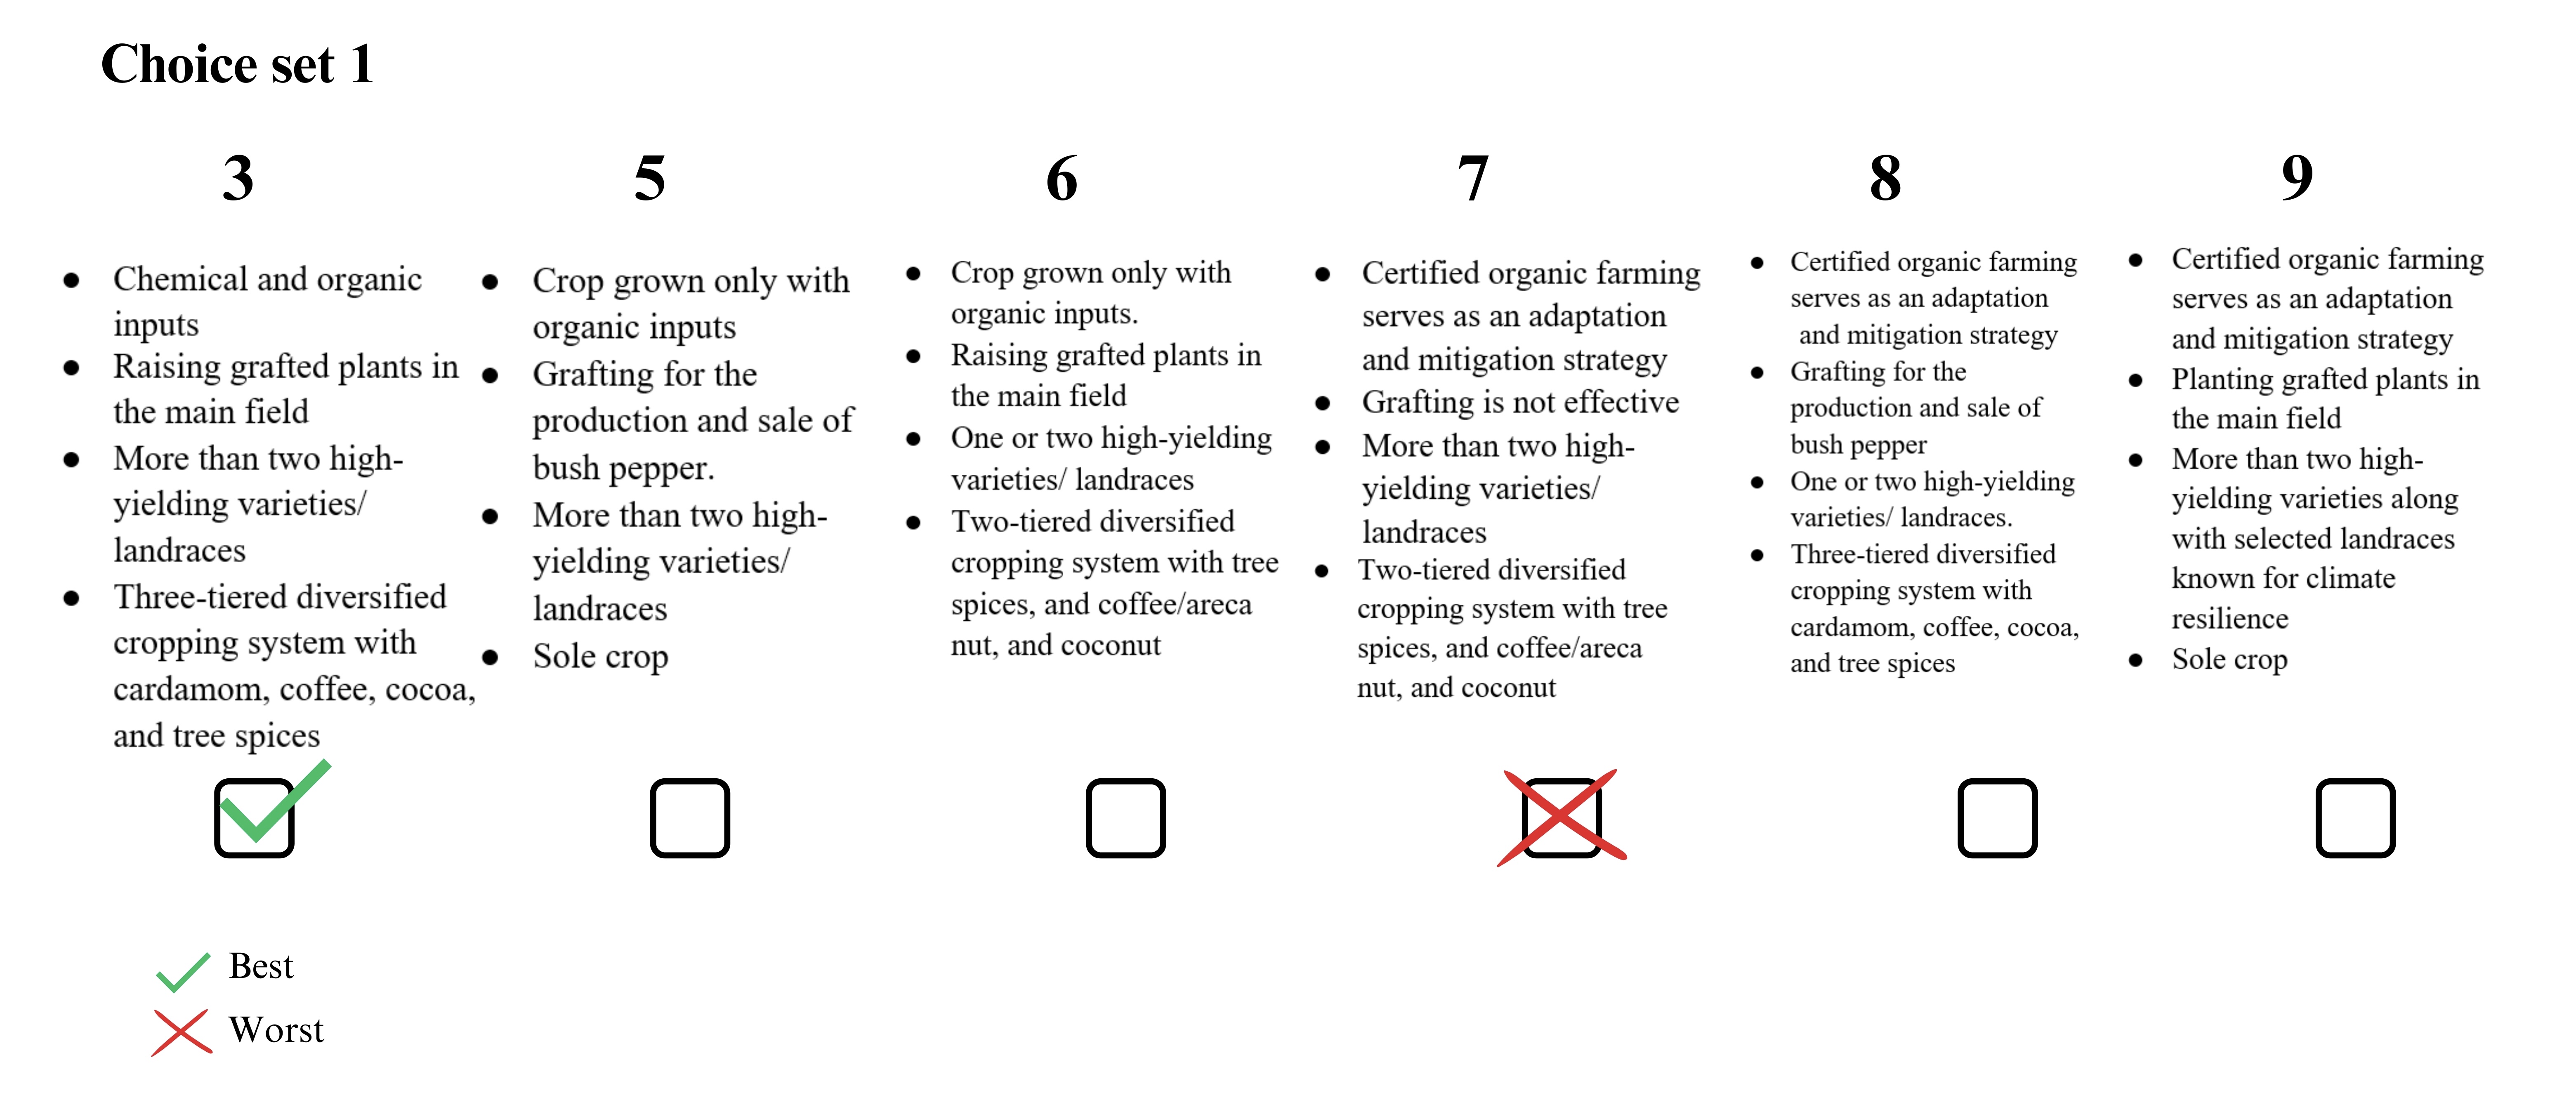 Choice set 1
3
● Chemical and organic
inputs
● Raising grafted plants in
the main field
● More than two high-
yielding varieties/
landraces
● Three-tiered diversified
cropping system with
cardamom, coffee, cocoa,
and tree spices
5
● Crop grown only with
organic inputs
● Grafting for the
production and sale of
bush pepper.
● More than two high-
yielding varieties/
landraces
● Sole crop
6
● Crop grown only with
organic inputs.
● Raising grafted plants in
the main field
● One or two high-yielding
varieties/ landraces
● Two-tiered diversified
cropping system with tree
spices, and coffee/areca
nut, and coconut
7
● Certified organic farming
serves as an adaptation
and mitigation strategy
● Grafting is not effective
● More than two high-
yielding varieties/
landraces
● Two-tiered diversified
cropping system with tree
spices, and coffee/areca
nut, and coconut
8
● Certified organic farming
serves as an adaptation
and mitigation strategy
● Grafting for the
production and sale of
bush pepper
● One or two high-yielding
varieties/ landraces.
● Three-tiered diversified
cropping system with
cardamom, coffee, cocoa,
and tree spices
9
● Certified organic farming
serves as an adaptation
and mitigation strategy
● Planting grafted plants in
the main field
● More than two high-
yielding varieties along
with selected landraces
known for climate
resilience
● Sole crop
Best
Worst